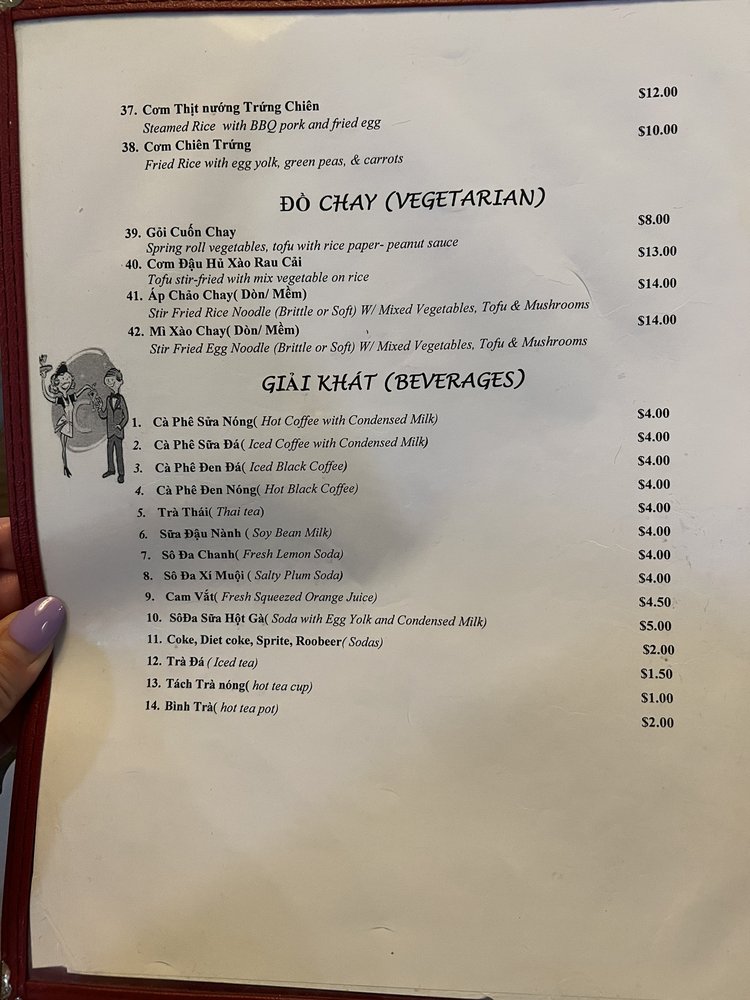 37. Cơm Thịt nướng Trứng Chiên $12.00
Steamed Rice with BBQ pork and fried egg
38. Cơm Chiên Trứng $10.00
Fried Rice with egg yolk, green peas, & carrots
ĐỒ CHAY (VEGETARIAN)
39. Gõi Cuốn Chay $8.00
Spring roll vegetables, tofu with rice paper- peanut sauce
40. Cơm Đậu Hủ Xào Rau Cải $13.00
Tofu stir-fried with mix vegetable on rice
41. Áp Chảo Chay( Dòn/ Mềm) $14.00
Stir Fried Rice Noodle (Brittle or Soft) W/ Mixed Vegetables, Tofu & Mushrooms
42. Mì Xào Chay( Dòn/ Mềm) $14.00
Stir Fried Egg Noodle (Brittle or Soft) W/ Mixed Vegetables, Tofu & Mushrooms
GIẢI KHÁT (BEVERAGES)
1. Cà Phê Sửa Nóng( Hot Coffee with Condensed Milk) $4.00
2. Cà Phê Sữa Đá( Iced Coffee with Condensed Milk) $4.00
3. Cà Phê Đen Đá( Iced Black Coffee) $4.00
4. Cà Phê Đen Nóng( Hot Black Coffee) $4.00
5. Trà Thái( Thai tea) $4.00
6. Sữa Đậu Nành ( Soy Bean Milk) $4.00
7. Sô Đa Chanh( Fresh Lemon Soda) $4.00
8. Sô Đa Xí Muội ( Salty Plum Soda) $4.00
9. Cam Vắt( Fresh Squeezed Orange Juice) $4.50
10. SôĐa Sữa Hột Gà( Soda with Egg Yolk and Condensed Milk) $5.00
11. Coke, Diet coke, Sprite, Roobeer( Sodas) $2.00
12. Trà Đá ( Iced tea) $1.50
13. Tách Trà nóng( hot tea cup) $1.00
14. Bình Trà( hot tea pot) $2.00